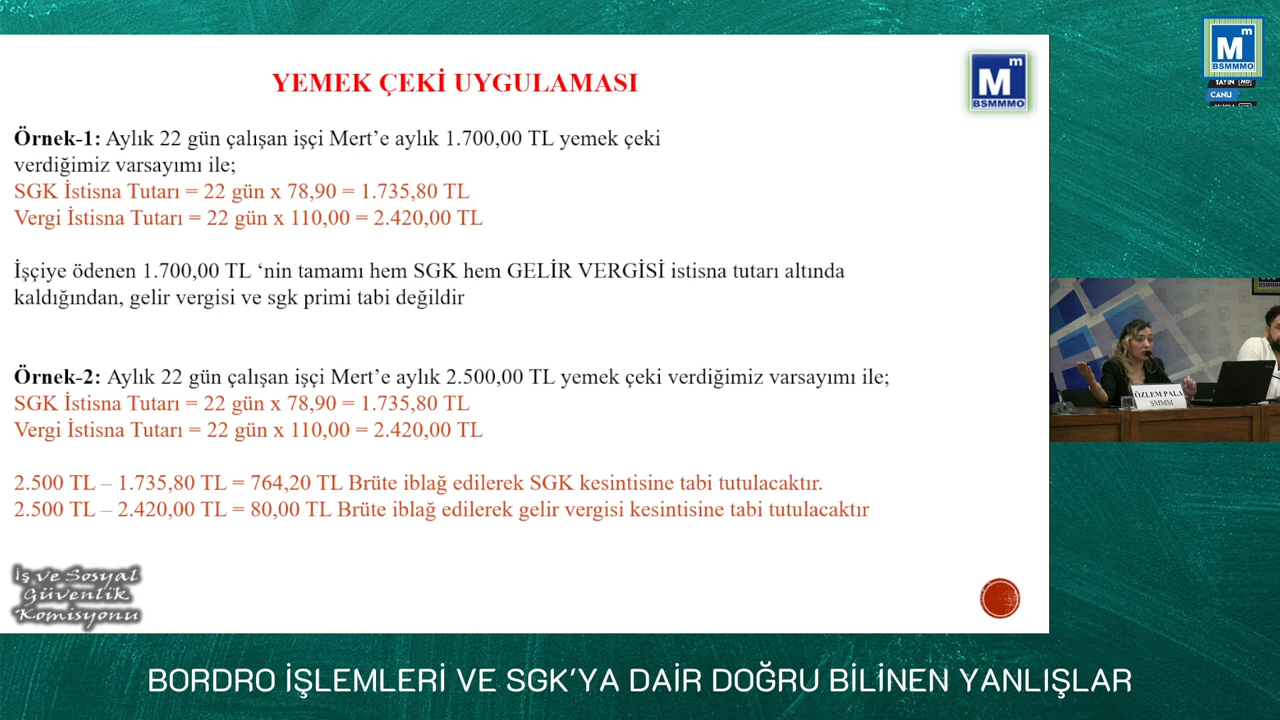 YEMEK ÇEKİ UYGULAMASI
M m
BSMMMO
M m
BSMMMO
YAYIN
CANLI
Örnek-1: Aylık 22 gün çalışan işçi Mert’e aylık 1.700,00 TL yemek çeki
verdiğimiz varsayımı ile;
SGK İstisna Tutarı = 22 gün x 78,90 = 1.735,80 TL
Vergi İstisna Tutarı = 22 gün x 110,00 = 2.420,00 TL
İşçiye ödenen 1.700,00 TL ‘nin tamamı hem SGK hem GELİR VERGİSİ istisna tutarı altında
kaldığından, gelir vergisi ve sgk primi tabi değildir
Örnek-2: Aylık 22 gün çalışan işçi Mert’e aylık 2.500,00 TL yemek çeki verdiğimiz varsayımı ile;
SGK İstisna Tutarı = 22 gün x 78,90 = 1.735,80 TL
Vergi İstisna Tutarı = 22 gün x 110,00 = 2.420,00 TL
2.500 TL – 1.735,80 TL = 764,20 TL Brüte iblağ edilerek SGK kesintisine tabi tutulacaktır.
2.500 TL – 2.420,00 TL = 80,00 TL Brüte iblağ edilerek gelir vergisi kesintisine tabi tutulacaktır
ÖZLEM PALA
SMMM
İş ve Sosyal
Güvenlik
Komisyonu
BORDRO İŞLEMLERİ VE SGK'YA DAİR DOĞRU BİLİNEN YANLIŞLAR